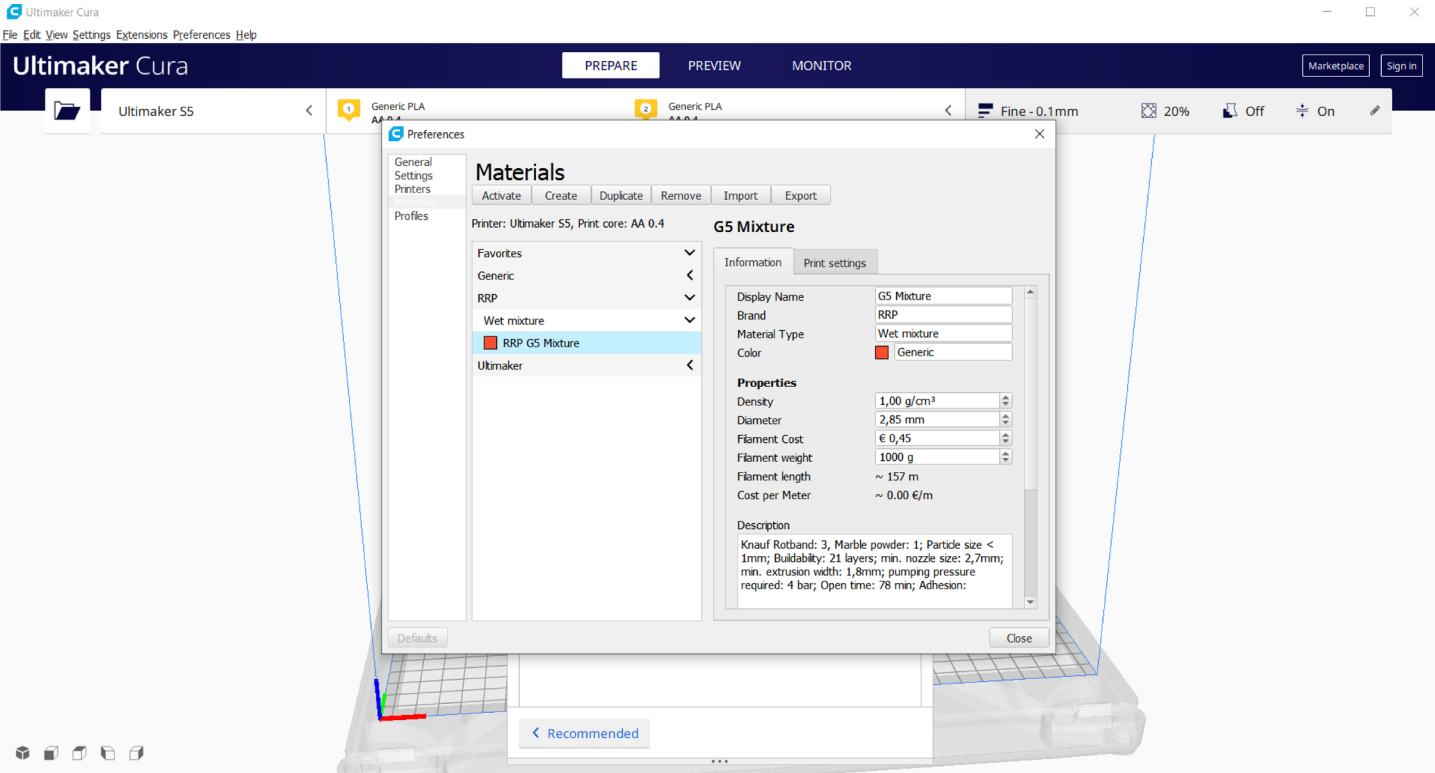 Ultimaker Cura
File Edit View Settings Extensions Preferences Help
Ultimaker Cura
PREPARE
PREVIEW
MONITOR
Marketplace
Sign in
Ultimaker S5
1
Generic PLA
AA 0.4
2
Generic PLA
AA 0.4
Fine - 0.1mm
20%
Off
On
Preferences
General
Settings
Printers
Materials
Profiles
Materials
Activate
Create
Duplicate
Remove
Import
Export
Printer: Ultimaker S5, Print core: AA 0.4
Favorites
Generic
RRP
Wet mixture
RRP G5 Mixture
Ultimaker
G5 Mixture
Information
Print settings
Display Name G5 Mixture
Brand RRP
Material Type Wet mixture
Color Generic
Properties
Density 1,00 g/cm³
Diameter 2,85 mm
Filament Cost € 0,45
Filament weight 1000 g
Filament length ~ 157 m
Cost per Meter ~ 0.00 €/m
Description
Knauf Rotband: 3, Marble powder: 1; Particle size <
1mm; Buildability: 21 layers; min. nozzle size: 2,7mm;
min. extrusion width: 1,8mm; pumping pressure
required: 4 bar; Open time: 78 min; Adhesion:
Defaults
Close
Recommended